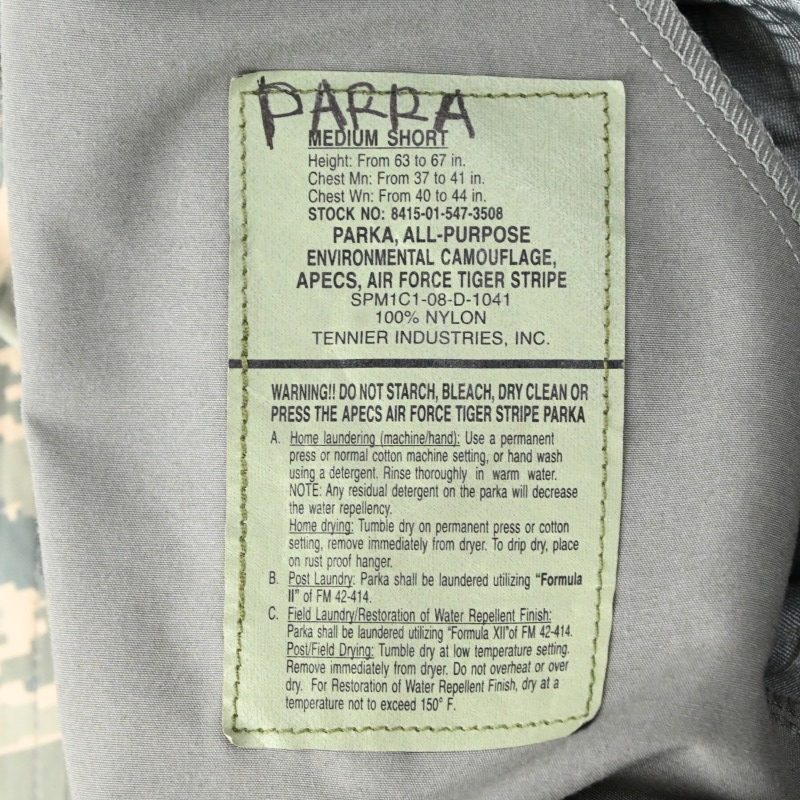 PARRA
MEDIUM SHORT
Height: From 63 to 67 in.
Chest Mn: From 37 to 41 in.
Chest Wn: From 40 to 44 in.
STOCK NO: 8415-01-547-3508
PARKA, ALL-PURPOSE
ENVIRONMENTAL CAMOUFLAGE,
APECS, AIR FORCE TIGER STRIPE
SPM1C1-08-D-1041
100% NYLON
TENNIER INDUSTRIES, INC.
WARNING!! DO NOT STARCH, BLEACH, DRY CLEAN OR
PRESS THE APECS AIR FORCE TIGER STRIPE PARKA
A. Home laundering (machine/hand): Use a permanent
press or normal cotton machine setting, or hand wash
using a detergent. Rinse thoroughly in warm water.
NOTE: Any residual detergent on the parka will decrease
the water repellency.
Home drying: Tumble dry on permanent press or cotton
setting, remove immediately from dryer. To drip dry, place
on rust proof hanger.
B. Post Laundry: Parka shall be laundered utilizing "Formula
II" of FM 42-414.
C. Field Laundry/Restoration of Water Repellent Finish:
Parka shall be laundered utilizing "Formula XII"of FM 42-414.
Post/Field Drying: Tumble dry at low temperature setting.
Remove immediately from dryer. Do not overheat or over
dry. For Restoration of Water Repellent Finish, dry at a
temperature not to exceed 150° F.